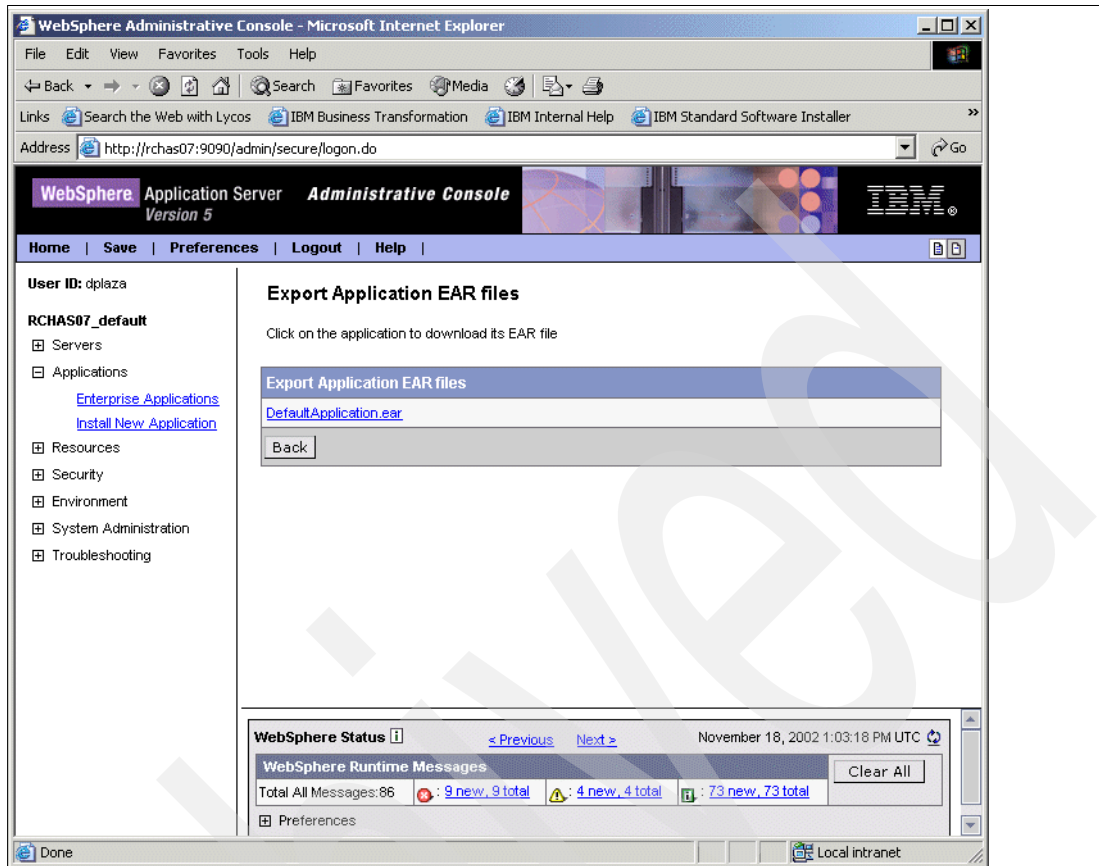 WebSphere Administrative Console - Microsoft Internet Explorer
File Edit View Favorites Tools Help
Back Search Favorites Media
Links Search the Web with Lycos IBM Business Transformation IBM Internal Help IBM Standard Software Installer »
Address http://rchas07:9090/admin/secure/logon.do Go
WebSphere Application Server Administrative Console
Version 5
IBM®
Home | Save | Preferences | Logout | Help |
User ID: dplaza
RCHAS07_default
Servers
Applications
Enterprise Applications
Install New Application
Resources
Security
Environment
System Administration
Troubleshooting
Export Application EAR files
Click on the application to download its EAR file
Export Application EAR files
DefaultApplication.ear
Back
WebSphere Status i < Previous Next > November 18, 2002 1:03:18 PM UTC
WebSphere Runtime Messages Clear All
Total All Messages:86 : 9 new, 9 total : 4 new, 4 total : 73 new, 73 total
Preferences
Done Local intranet
ived